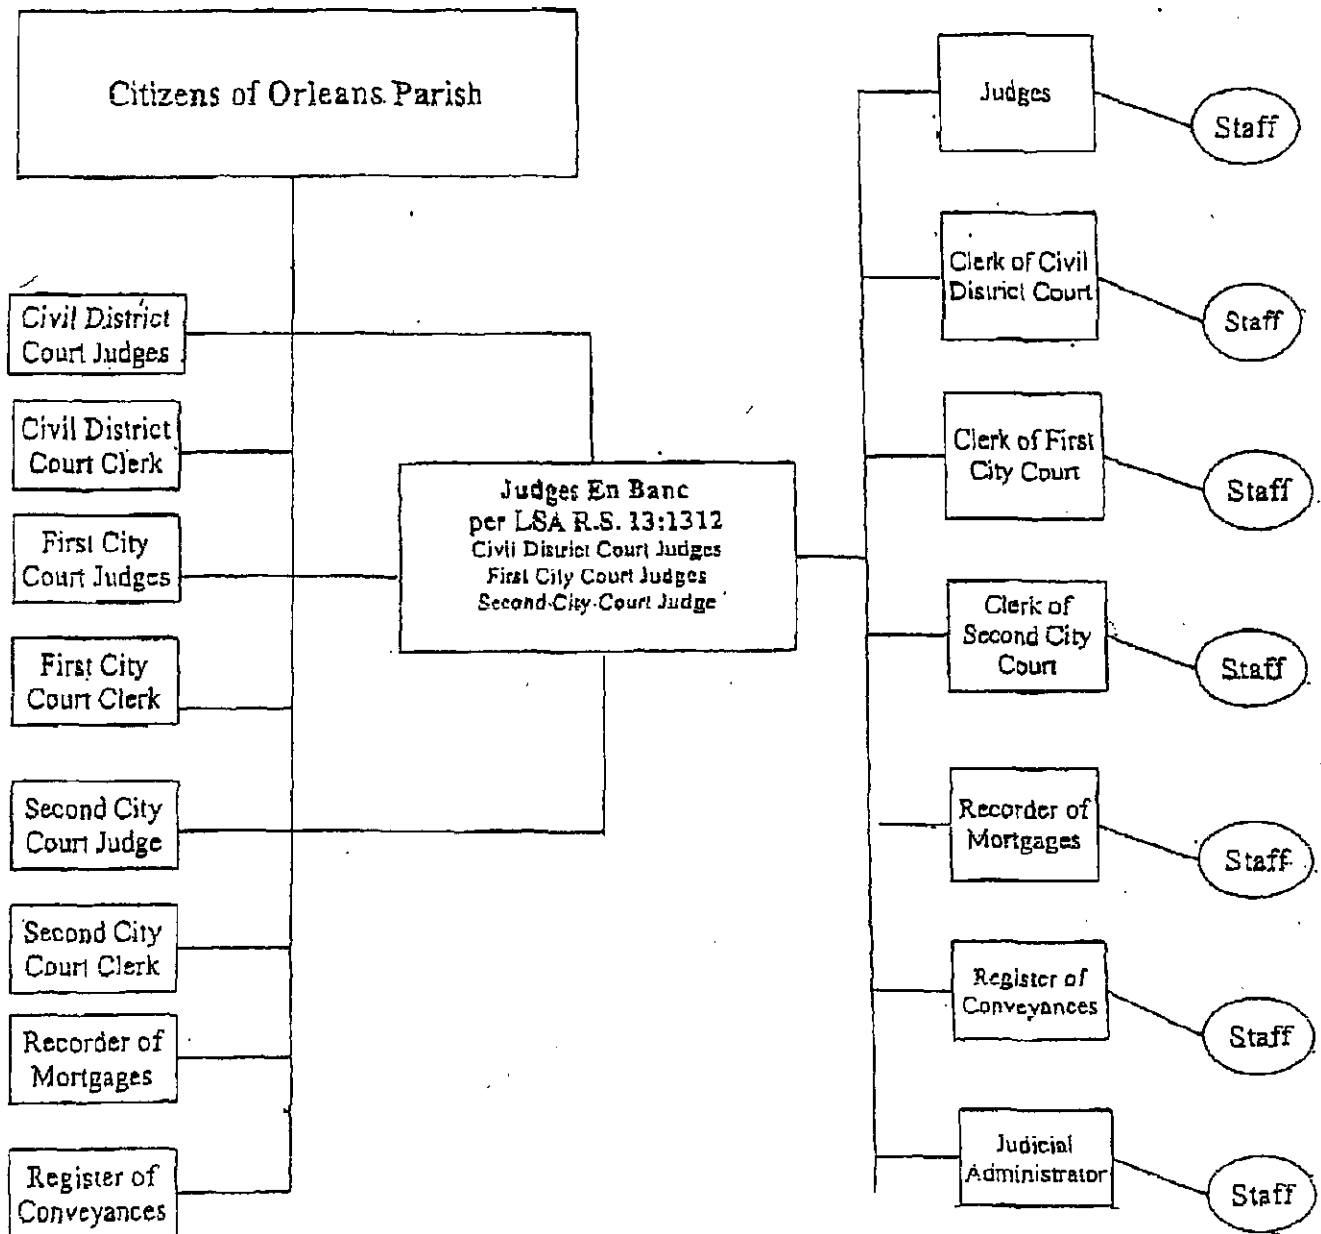 Citizens of Orleans Parish
Civil District
Court Judges
Civil District
Court Clerk
First City
Court Judges
First City
Court Clerk
Second City
Court Judge
Second City
Court Clerk
Recorder of
Mortgages
Register of
Conveyances
Judges En Banc
per LSA R.S. 13:1312
Civil District Court Judges
First City Court Judges
Second-City-Court Judge
Judges
Staff
Clerk of Civil
District Court
Staff
Clerk of First
City Court
Staff
Clerk of
Second City
Court
Staff
Recorder of
Mortgages
Staff
Register of
Conveyances
Staff
Judicial
Administrator
Staff